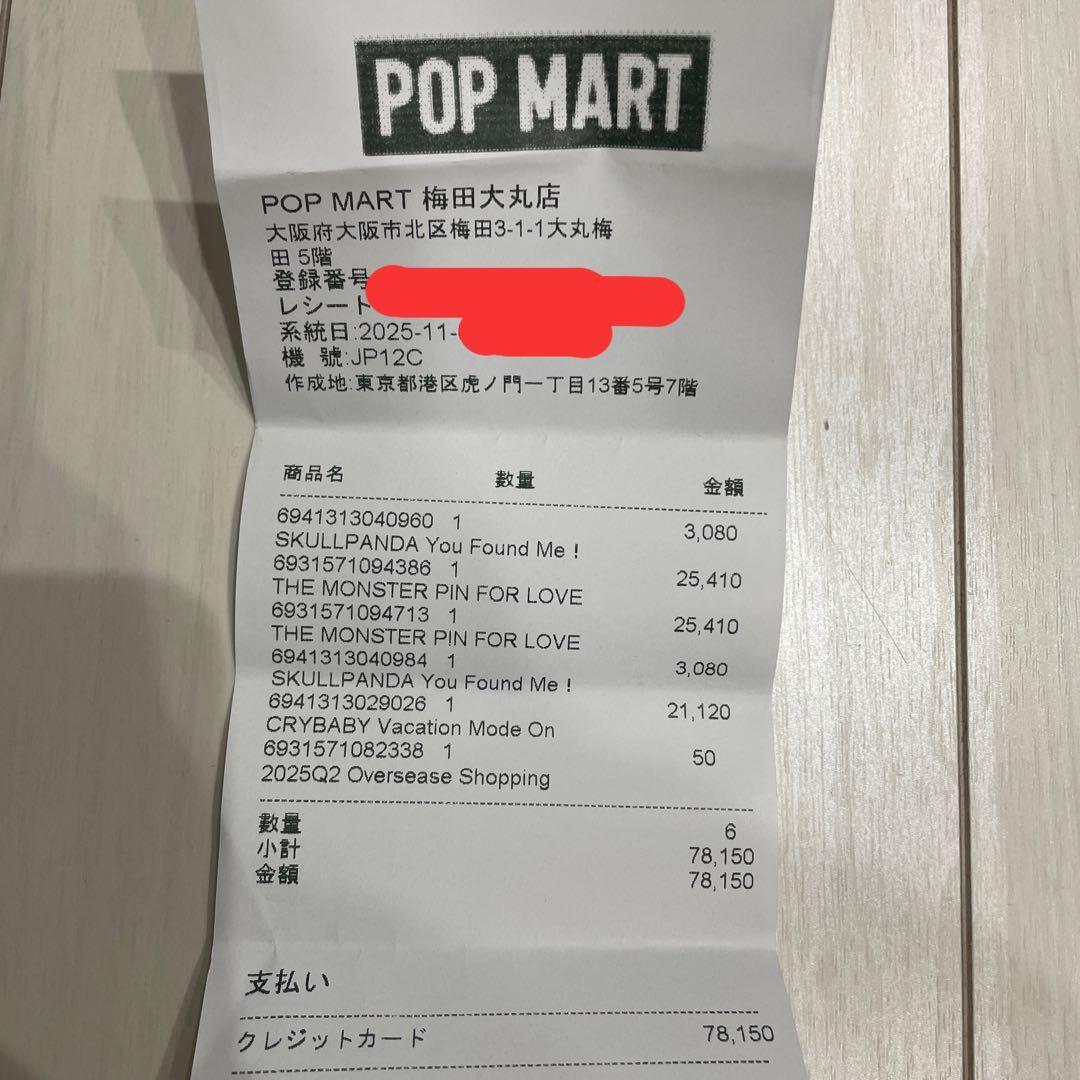 POP MART
POP MART 梅田大丸店
大阪府大阪市北区梅田3-1-1大丸梅
田 5階
登録番号
レシート
系統日:2025-11-
機 號:JP12C
作成地:東京都港区虎ノ門一丁目13番5号7階
商品名 數量 金額
6941313040960 1 3,080
SKULLPANDA You Found Me !
6931571094386 1 25,410
THE MONSTER PIN FOR LOVE
6931571094713 1 25,410
THE MONSTER PIN FOR LOVE
6941313040984 1 3,080
SKULLPANDA You Found Me !
6941313029026 1 21,120
CRYBABY Vacation Mode On
6931571082338 1 50
2025Q2 Oversease Shopping
數量 6
小計 78,150
金額 78,150
支払い
クレジットカード 78,150